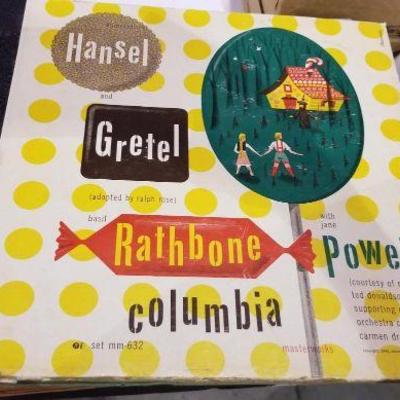 Hansel
and
Gretel
(adapted by ralph rose)
basil
Rathbone
with
jane
Powel
(courtesy of
ted donaldson
supporting
orchestra
carmen dr
columbia
set mm-632
masterworks